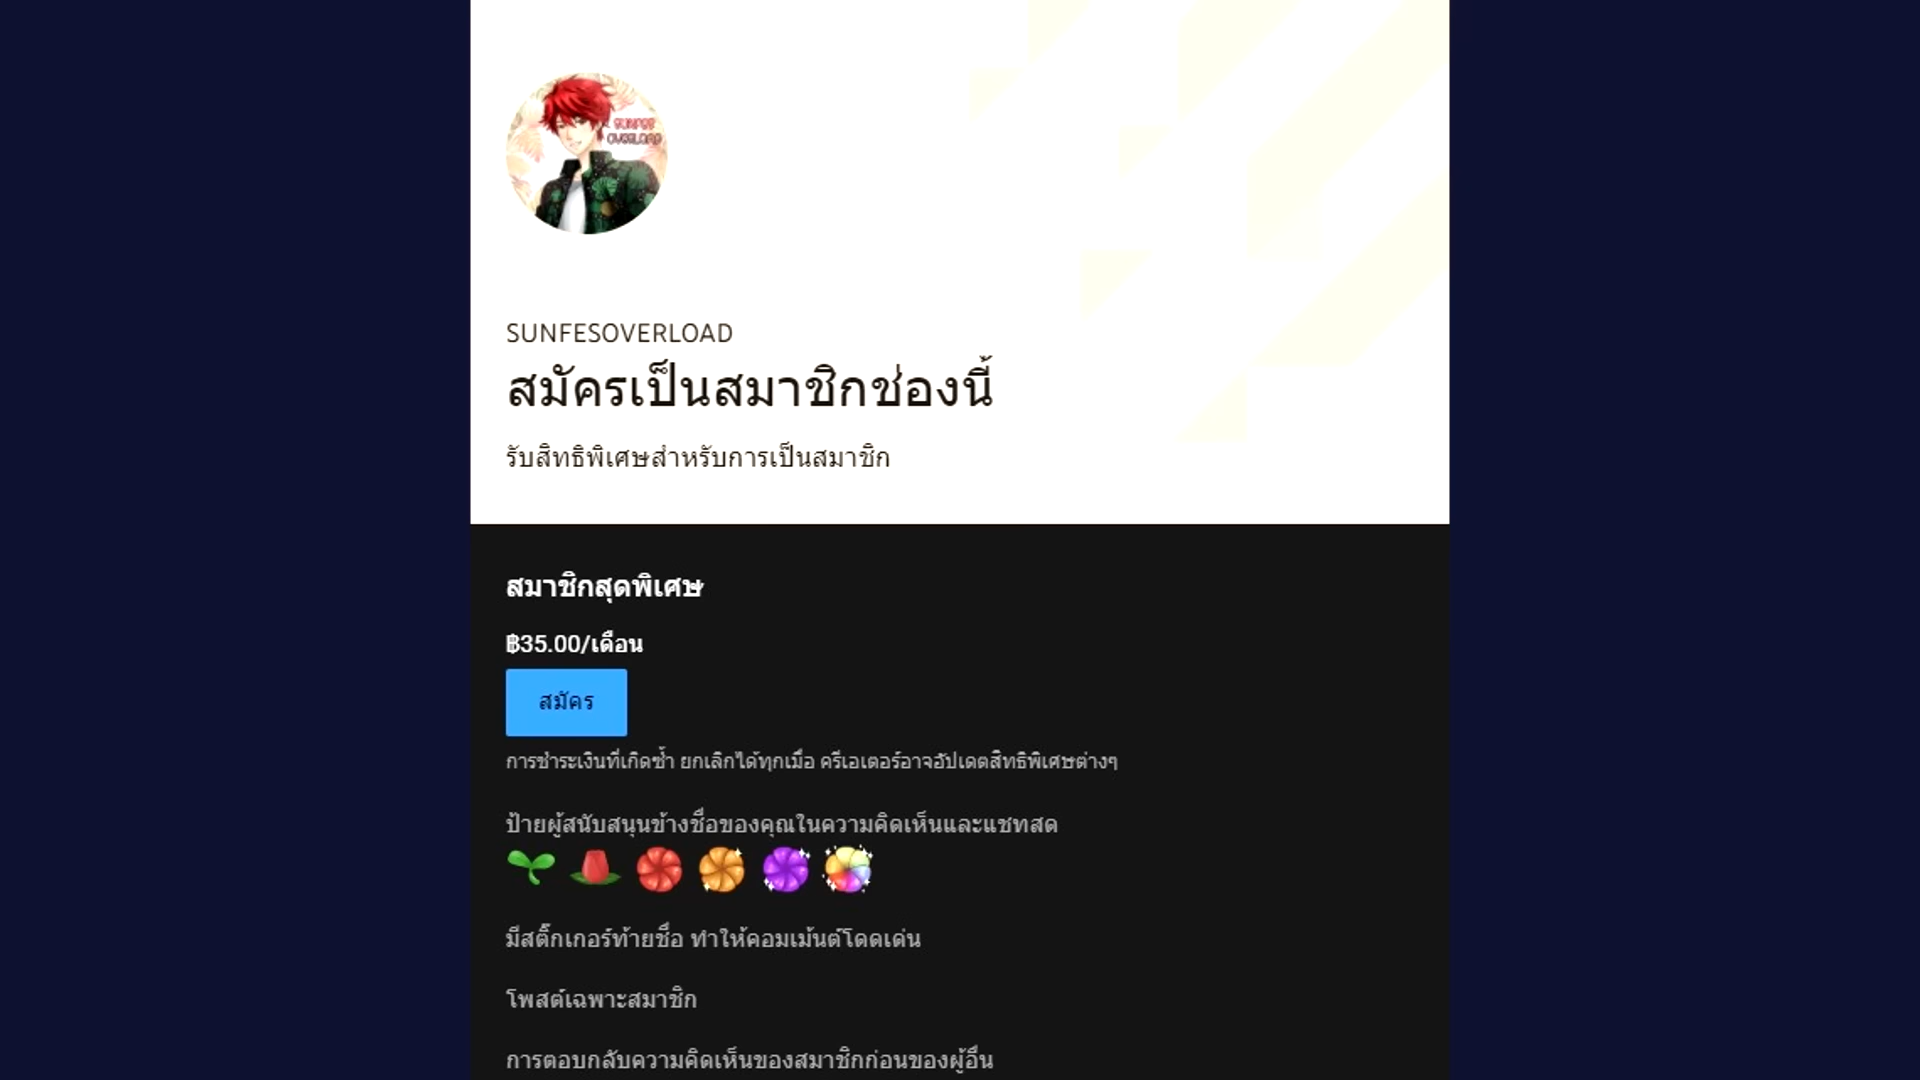 SUNFES
OVERLOAD
SUNFESOVERLOAD
สมัครเป็นสมาชิกช่องนี้
รับสิทธิพิเศษสำหรับการเป็นสมาชิก
สมาชิกสุดพิเศษ
฿35.00/เดือน
สมัคร
การชำระเงินที่เกิดซ้ำ ยกเลิกได้ทุกเมื่อ ครีเอเตอร์อาจอัปเดตสิทธิพิเศษต่างๆ
ป้ายผู้สนับสนุนข้างชื่อของคุณในความคิดเห็นและแชทสด
มีสติ๊กเกอร์ท้ายชื่อ ทำให้คอมเม้นต์โดดเด่น
โพสต์เฉพาะสมาชิก
การตอบกลับความคิดเห็นของสมาชิกก่อนของผู้อื่น